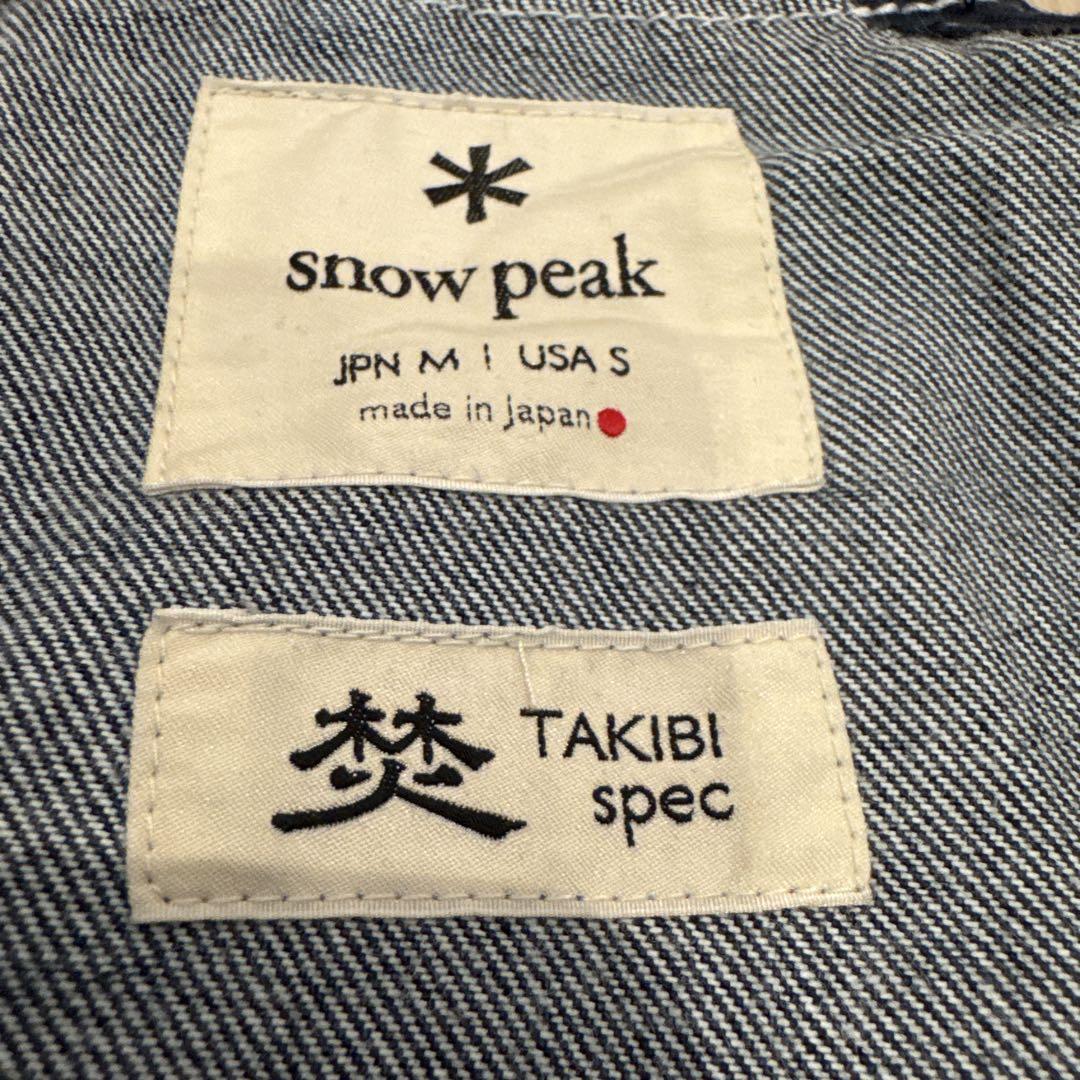 snow peak
JPN M | USA S
made in Japan
焚 TAKIBI
spec